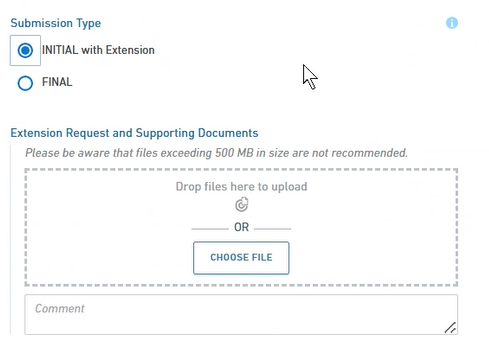 Submission Type
INITIAL with Extension
FINAL
Extension Request and Supporting Documents
Please be aware that files exceeding 500 MB in size are not recommended.
Drop files here to upload
OR
CHOOSE FILE
Comment